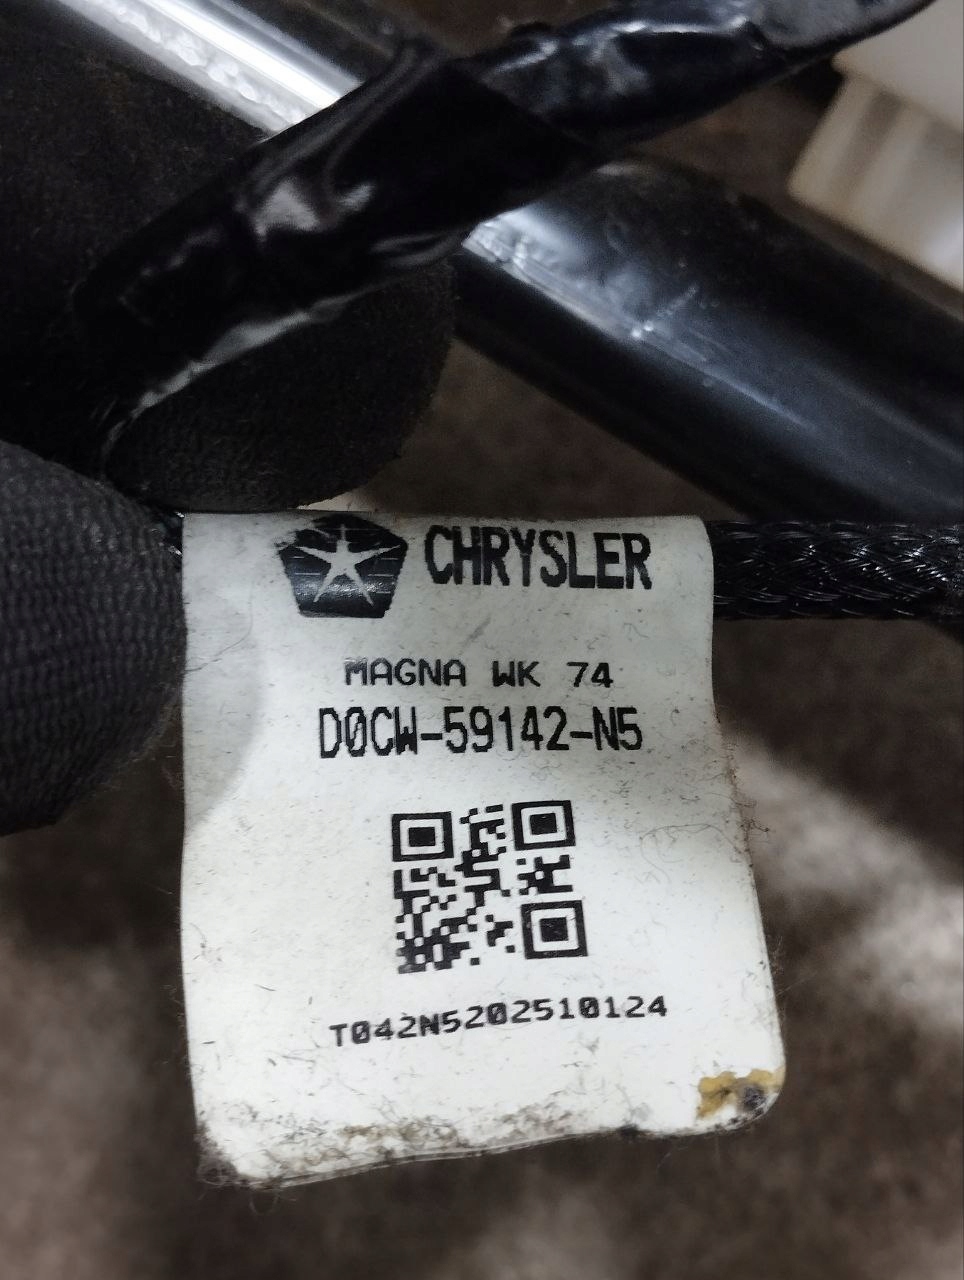 CHRYSLER
MAGNA WK 74
D0CW-59142-N5
T042N5202510124